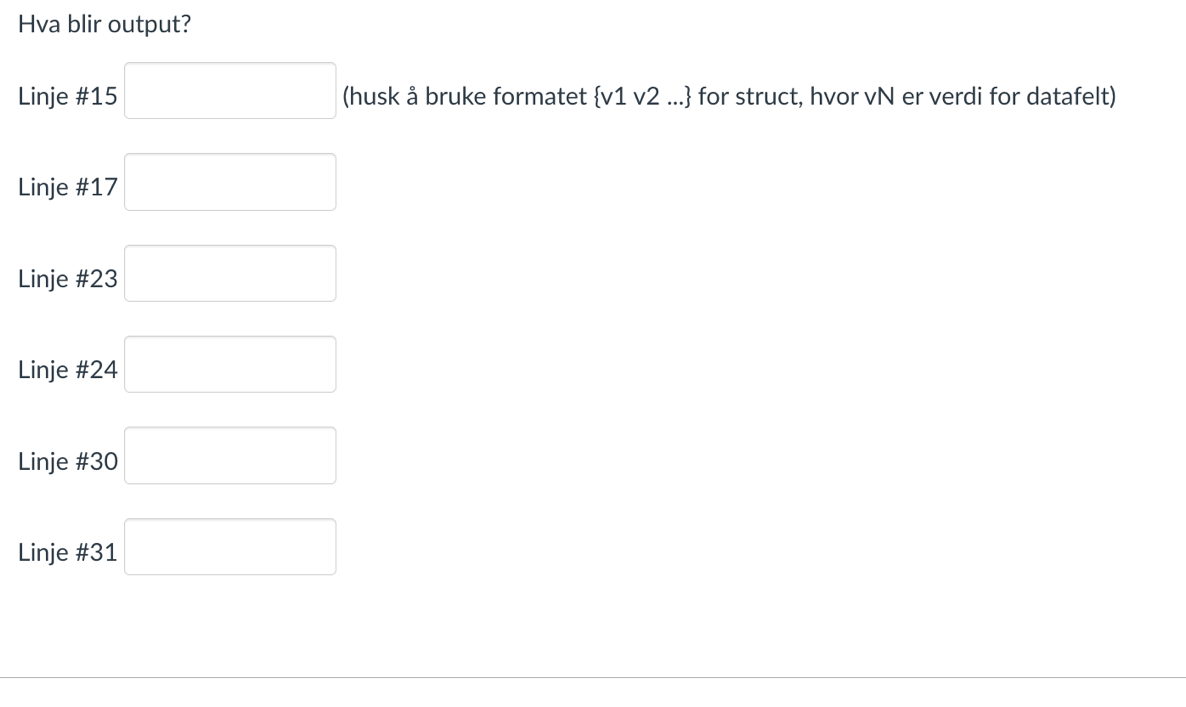 Hva blir output?
Linje #15 (husk å bruke formatet {v1 v2 ...} for struct, hvor vN er verdi for datafelt)
Linje #17
Linje #23
Linje #24
Linje #30
Linje #31